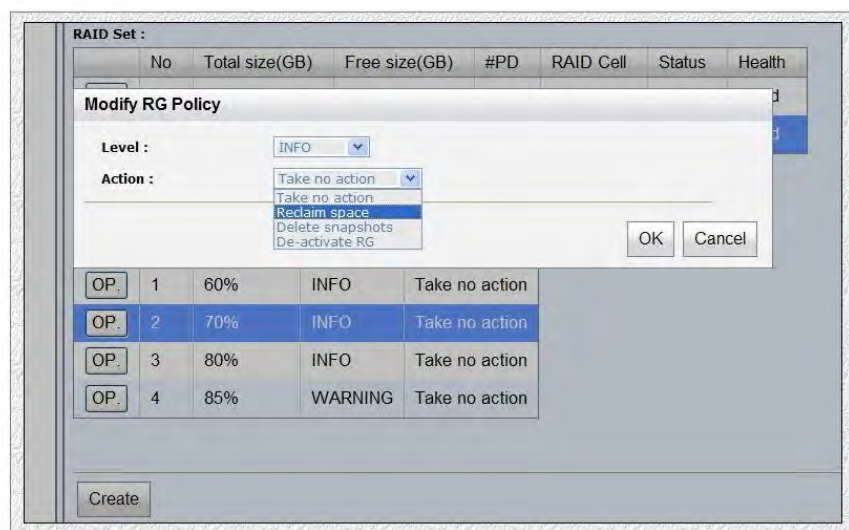 RAID Set :
No Total size(GB) Free size(GB) #PD RAID Cell Status Health
Modify RG Policy
Level : INFO
Action : Take no action
Take no action
Reclaim space
Delete snapshots
De-activate RG
OK Cancel
OP. 1 60% INFO Take no action
OP. 2 70% INFO Take no action
OP. 3 80% INFO Take no action
OP. 4 85% WARNING Take no action
Create